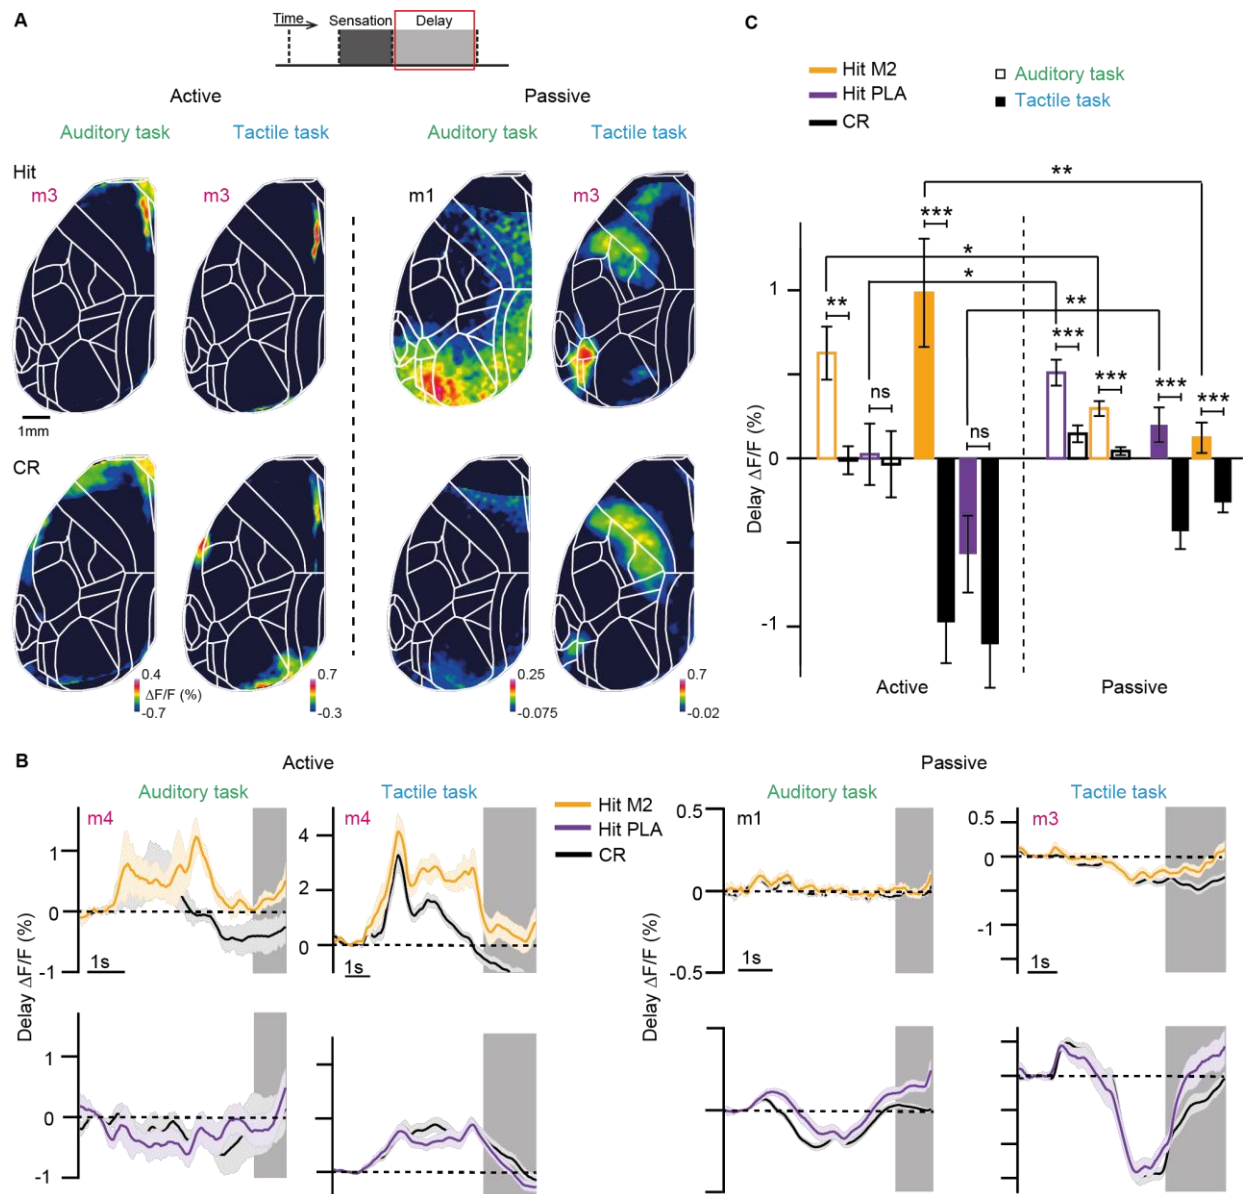 A
Time
Sensation
Delay
Active
Passive
Auditory task
Tactile task
Auditory task
Tactile task
Hit
m3
m3
m1
m3
1mm
CR
0.4
ΔF/F (%)
-0.7
0.7
-0.3
0.25
-0.075
0.7
-0.02
C
Hit M2
Hit PLA
CR
Auditory task
Tactile task
**
***
*
*
**
**
***
***
***
***
ns
ns
1
0
-1
Delay ΔF/F (%)
Active
Passive
B
Active
Passive
Auditory task
Tactile task
Hit M2
Hit PLA
CR
Auditory task
Tactile task
m4
1
0
-1
1s
m4
4
2
0
1s
m1
0.5
0
-0.5
1s
m3
0.5
0
-0.5
-1
1s
Delay ΔF/F (%)
Delay ΔF/F (%)
1
0
-1